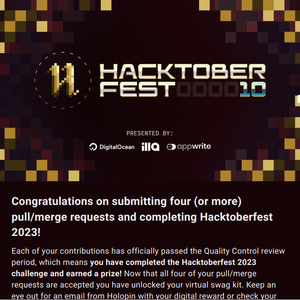 HACKTOBER
FEST000010
PRESENTED BY:
DigitalOcean illa appwrite
Congratulations on submitting four (or more)
pull/merge requests and completing Hacktoberfest
2023!
Each of your contributions has officially passed the Quality Control review
period, which means you have completed the Hacktoberfest 2023
challenge and earned a prize! Now that all four of your pull/merge
requests are accepted you have unlocked your virtual swag kit. Keep an
eye out for an email from Holopin with your digital reward or check your